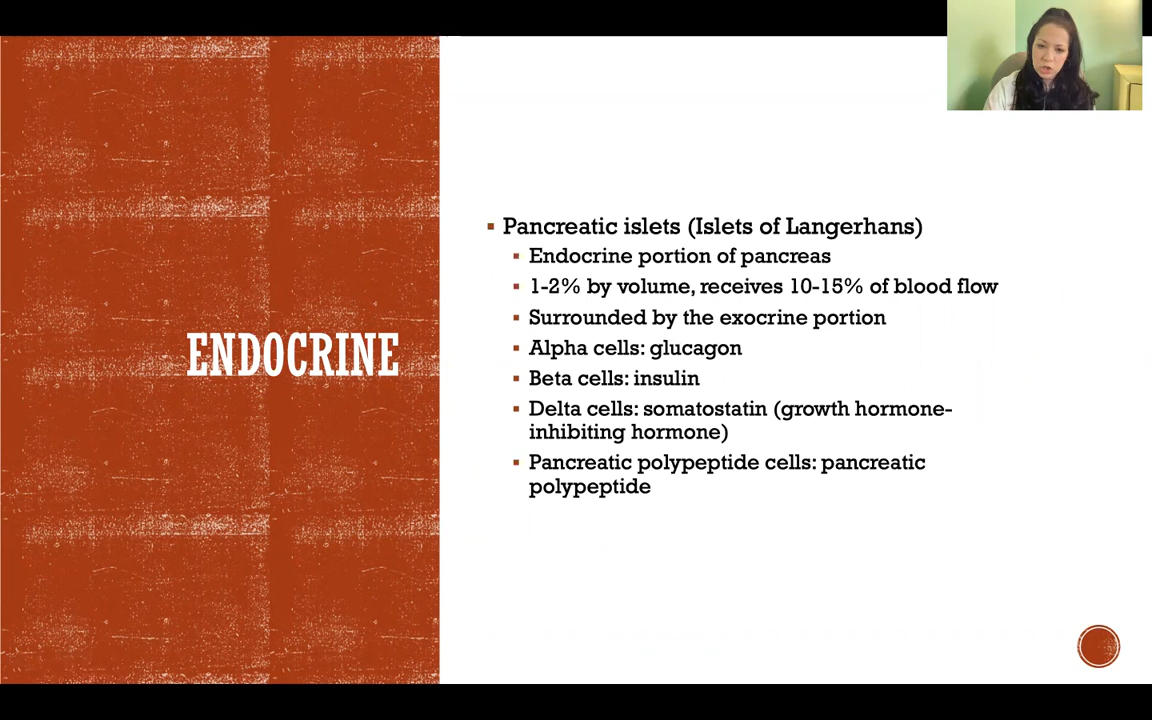 ENDOCRINE
Pancreatic islets (Islets of Langerhans)
Endocrine portion of pancreas
1-2% by volume, receives 10-15% of blood flow
Surrounded by the exocrine portion
Alpha cells: glucagon
Beta cells: insulin
Delta cells: somatostatin (growth hormone-
inhibiting hormone)
Pancreatic polypeptide cells: pancreatic
polypeptide